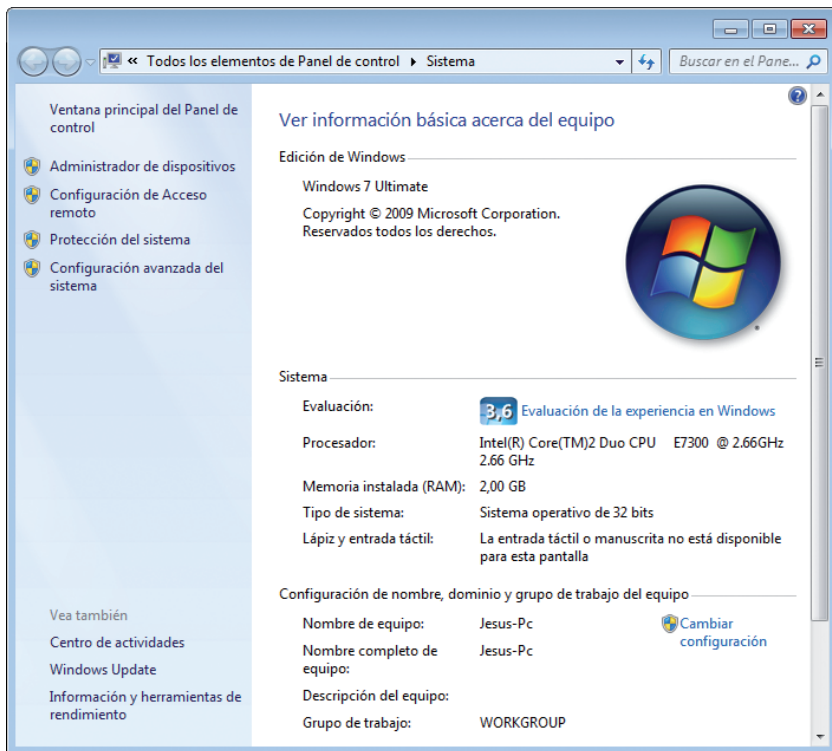 « Todos los elementos de Panel de control ▸ Sistema
Buscar en el Pane...
Ventana principal del Panel de
control
Administrador de dispositivos
Configuración de Acceso
remoto
Protección del sistema
Configuración avanzada del
sistema
Vea también
Centro de actividades
Windows Update
Información y herramientas de
rendimiento
Ver información básica acerca del equipo
Edición de Windows
Windows 7 Ultimate
Copyright © 2009 Microsoft Corporation.
Reservados todos los derechos.
Sistema
Evaluación: 3,6 Evaluación de la experiencia en Windows
Procesador: Intel(R) Core(TM)2 Duo CPU E7300 @ 2.66GHz
2.66 GHz
Memoria instalada (RAM): 2,00 GB
Tipo de sistema: Sistema operativo de 32 bits
Lápiz y entrada táctil: La entrada táctil o manuscrita no está disponible
para esta pantalla
Configuración de nombre, dominio y grupo de trabajo del equipo
Nombre de equipo: Jesus-Pc
Cambiar
configuración
Nombre completo de Jesus-Pc
equipo:
Descripción del equipo:
Grupo de trabajo: WORKGROUP